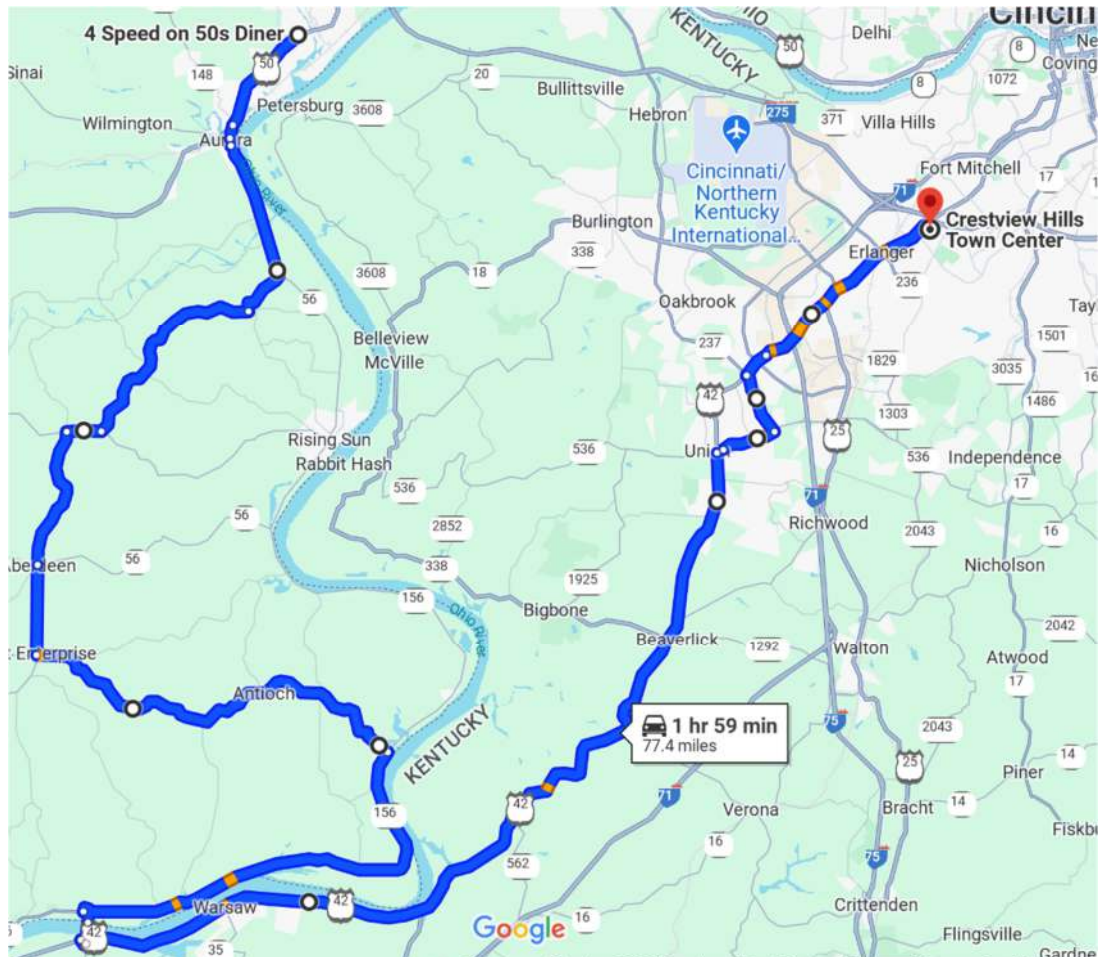 4 Speed on 50s Diner
50
148
20
Sinai
Petersburg
Wilmington
3608
Aurora
Ohio River
KENTUCKY
50
Delhi
8
8
1072
Bullittsville
Hebron
275
371
Villa Hills
Cincinnati/
Northern
Kentucky
International...
71
Fort Mitchell
17
Crestview Hills
Town Center
Burlington
338
Erlanger
236
3608
18
56
Oakbrook
237
Belleview
McVille
1829
1501
3035
16
1486
42
1303
25
Rising Sun
Rabbit Hash
536
Union
536
Independence
536
17
71
56
2852
Richwood
2043
16
56
338
1925
Nicholson
156
Ohio River
Bigbone
2042
Beaverlick
1292
Walton
Atwood
Enterprise
17
Antioch
KENTUCKY
1 hr 59 min
77.4 miles
75
2043
25
14
Piner
42
71
Verona
Bracht
14
156
16
562
75
Warsaw
42
Crittenden
42
35
Google
16
Flingsville